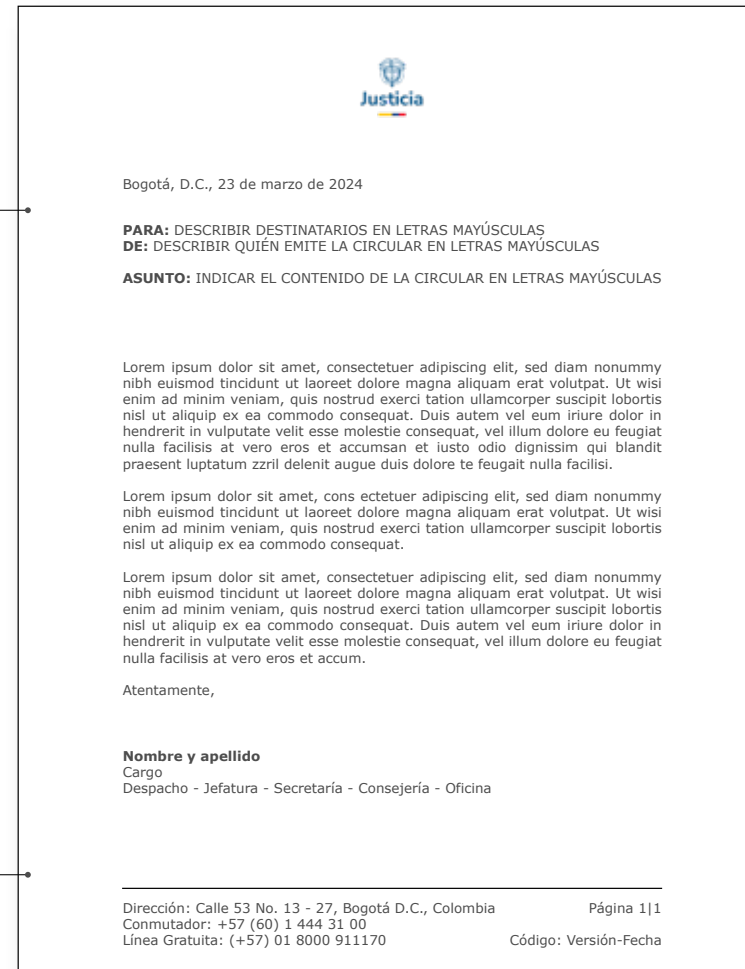 Justicia
Bogotá, D.C., 23 de marzo de 2024
PARA: DESCRIBIR DESTINATARIOS EN LETRAS MAYÚSCULAS
DE: DESCRIBIR QUIÉN EMITE LA CIRCULAR EN LETRAS MAYÚSCULAS
ASUNTO: INDICAR EL CONTENIDO DE LA CIRCULAR EN LETRAS MAYÚSCULAS
Lorem ipsum dolor sit amet, consectetuer adipiscing elit, sed diam nonummy
nibh euismod tincidunt ut laoreet dolore magna aliquam erat volutpat. Ut wisi
enim ad minim veniam, quis nostrud exerci tation ullamcorper suscipit lobortis
nisl ut aliquip ex ea commodo consequat. Duis autem vel eum iriure dolor in
hendrerit in vulputate velit esse molestie consequat, vel illum dolore eu feugiat
nulla facilisis at vero eros et accumsan et iusto odio dignissim qui blandit
praesent luptatum zzril delenit augue duis dolore te feugait nulla facilisi.
Lorem ipsum dolor sit amet, cons ectetuer adipiscing elit, sed diam nonummy
nibh euismod tincidunt ut laoreet dolore magna aliquam erat volutpat. Ut wisi
enim ad minim veniam, quis nostrud exerci tation ullamcorper suscipit lobortis
nisl ut aliquip ex ea commodo consequat.
Lorem ipsum dolor sit amet, consectetuer adipiscing elit, sed diam nonummy
nibh euismod tincidunt ut laoreet dolore magna aliquam erat volutpat. Ut wisi
enim ad minim veniam, quis nostrud exerci tation ullamcorper suscipit lobortis
nisl ut aliquip ex ea commodo consequat. Duis autem vel eum iriure dolor in
hendrerit in vulputate velit esse molestie consequat, vel illum dolore eu feugiat
nulla facilisis at vero eros et accum.
Atentamente,
Nombre y apellido
Cargo
Despacho - Jefatura - Secretaría - Consejería - Oficina
Dirección: Calle 53 No. 13 - 27, Bogotá D.C., Colombia Página 1|1
Conmutador: +57 (60) 1 444 31 00
Línea Gratuita: (+57) 01 8000 911170 Código: Versión-Fecha